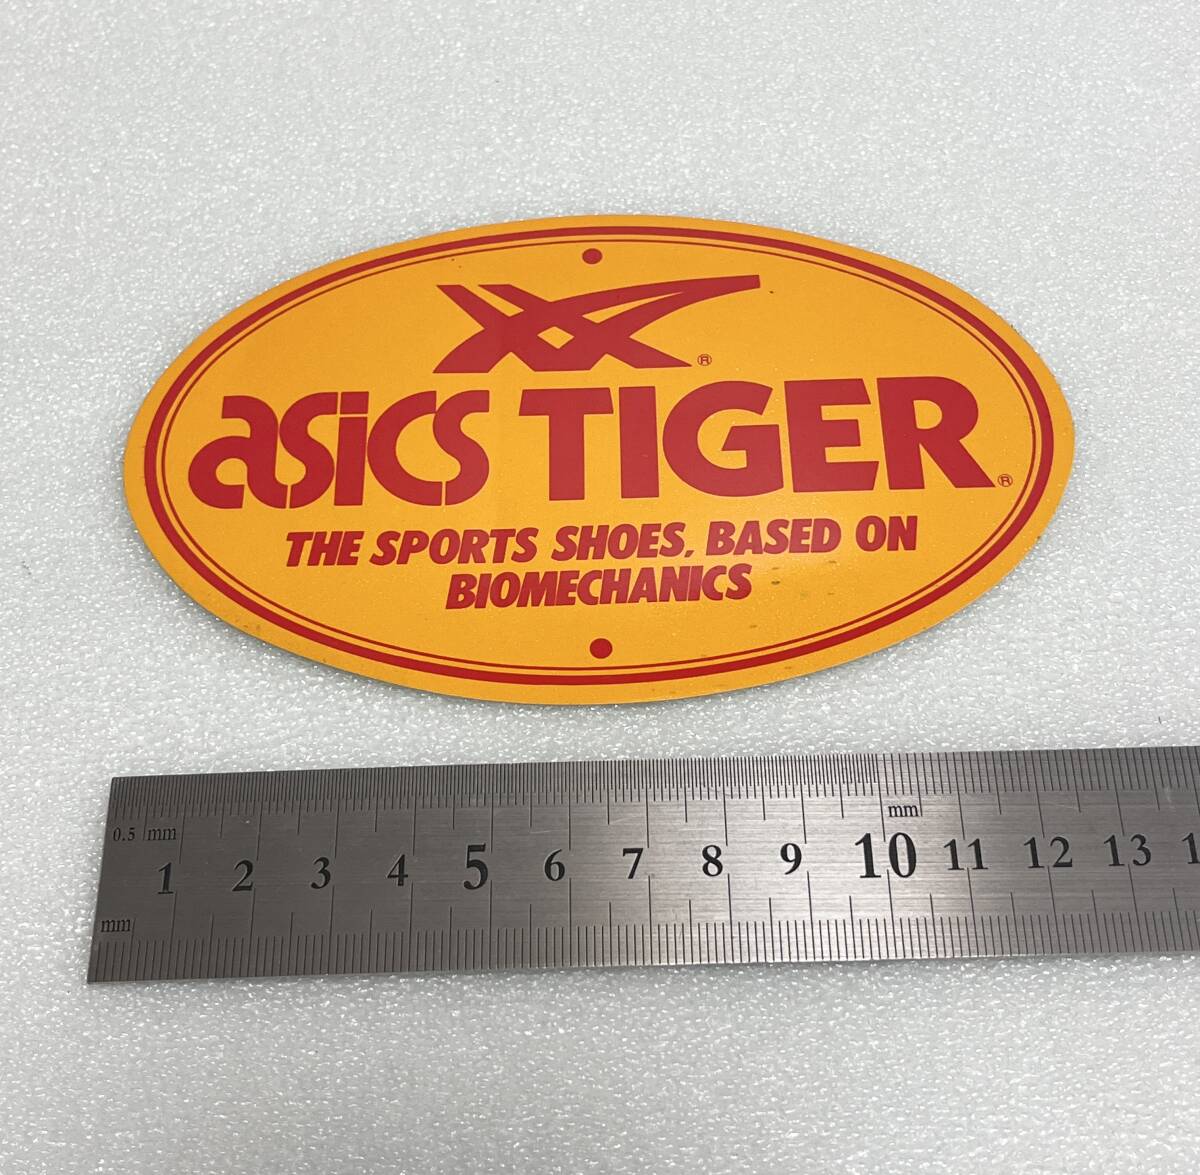 ®
asics TIGER®
THE SPORTS SHOES, BASED ON
BIOMECHANICS
0.5 mm
mm
1 2 3 4 5 6 7 8 9 10 11 12 13 1
mm